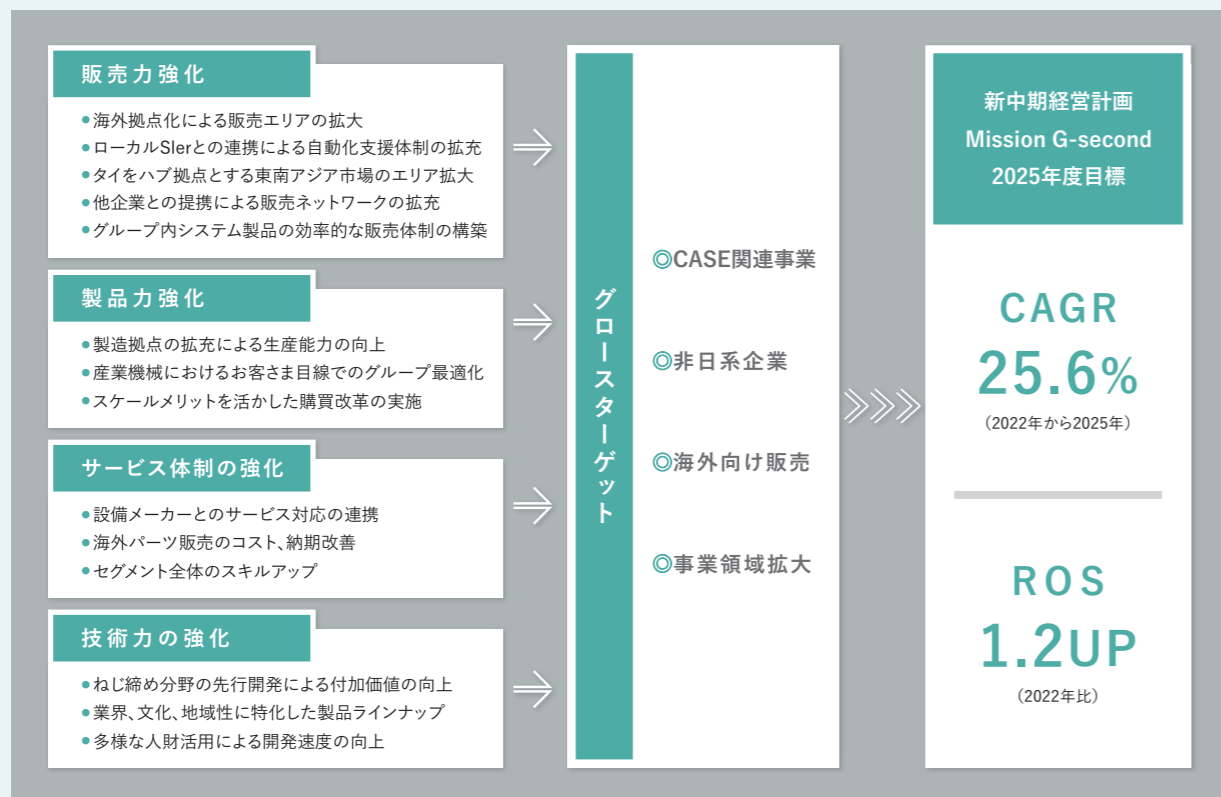 販売力強化
●海外拠点化による販売エリアの拡大
●ローカルSIerとの連携による自動化支援体制の拡充
●タイをハブ拠点とする東南アジア市場のエリア拡大
●他企業との提携による販売ネットワークの拡充
●グループ内システム製品の効率的な販売体制の構築
製品力強化
●製造拠点の拡充による生産能力の向上
●産業機械におけるお客さま目線でのグループ最適化
●スケールメリットを活かした購買改革の実施
サービス体制の強化
●設備メーカーとのサービス対応の連携
●海外パーツ販売のコスト、納期改善
●セグメント全体のスキルアップ
技術力の強化
●ねじ締め分野の先行開発による付加価値の向上
●業界、文化、地域性に特化した製品ラインナップ
●多様な人財活用による開発速度の向上
グロースターゲット
◎CASE関連事業
◎非日系企業
◎海外向け販売
◎事業領域拡大
新中期経営計画
Mission G-second
2025年度目標
CAGR
25.6%
（2022年から2025年）
ROS
1.2UP
（2022年比）